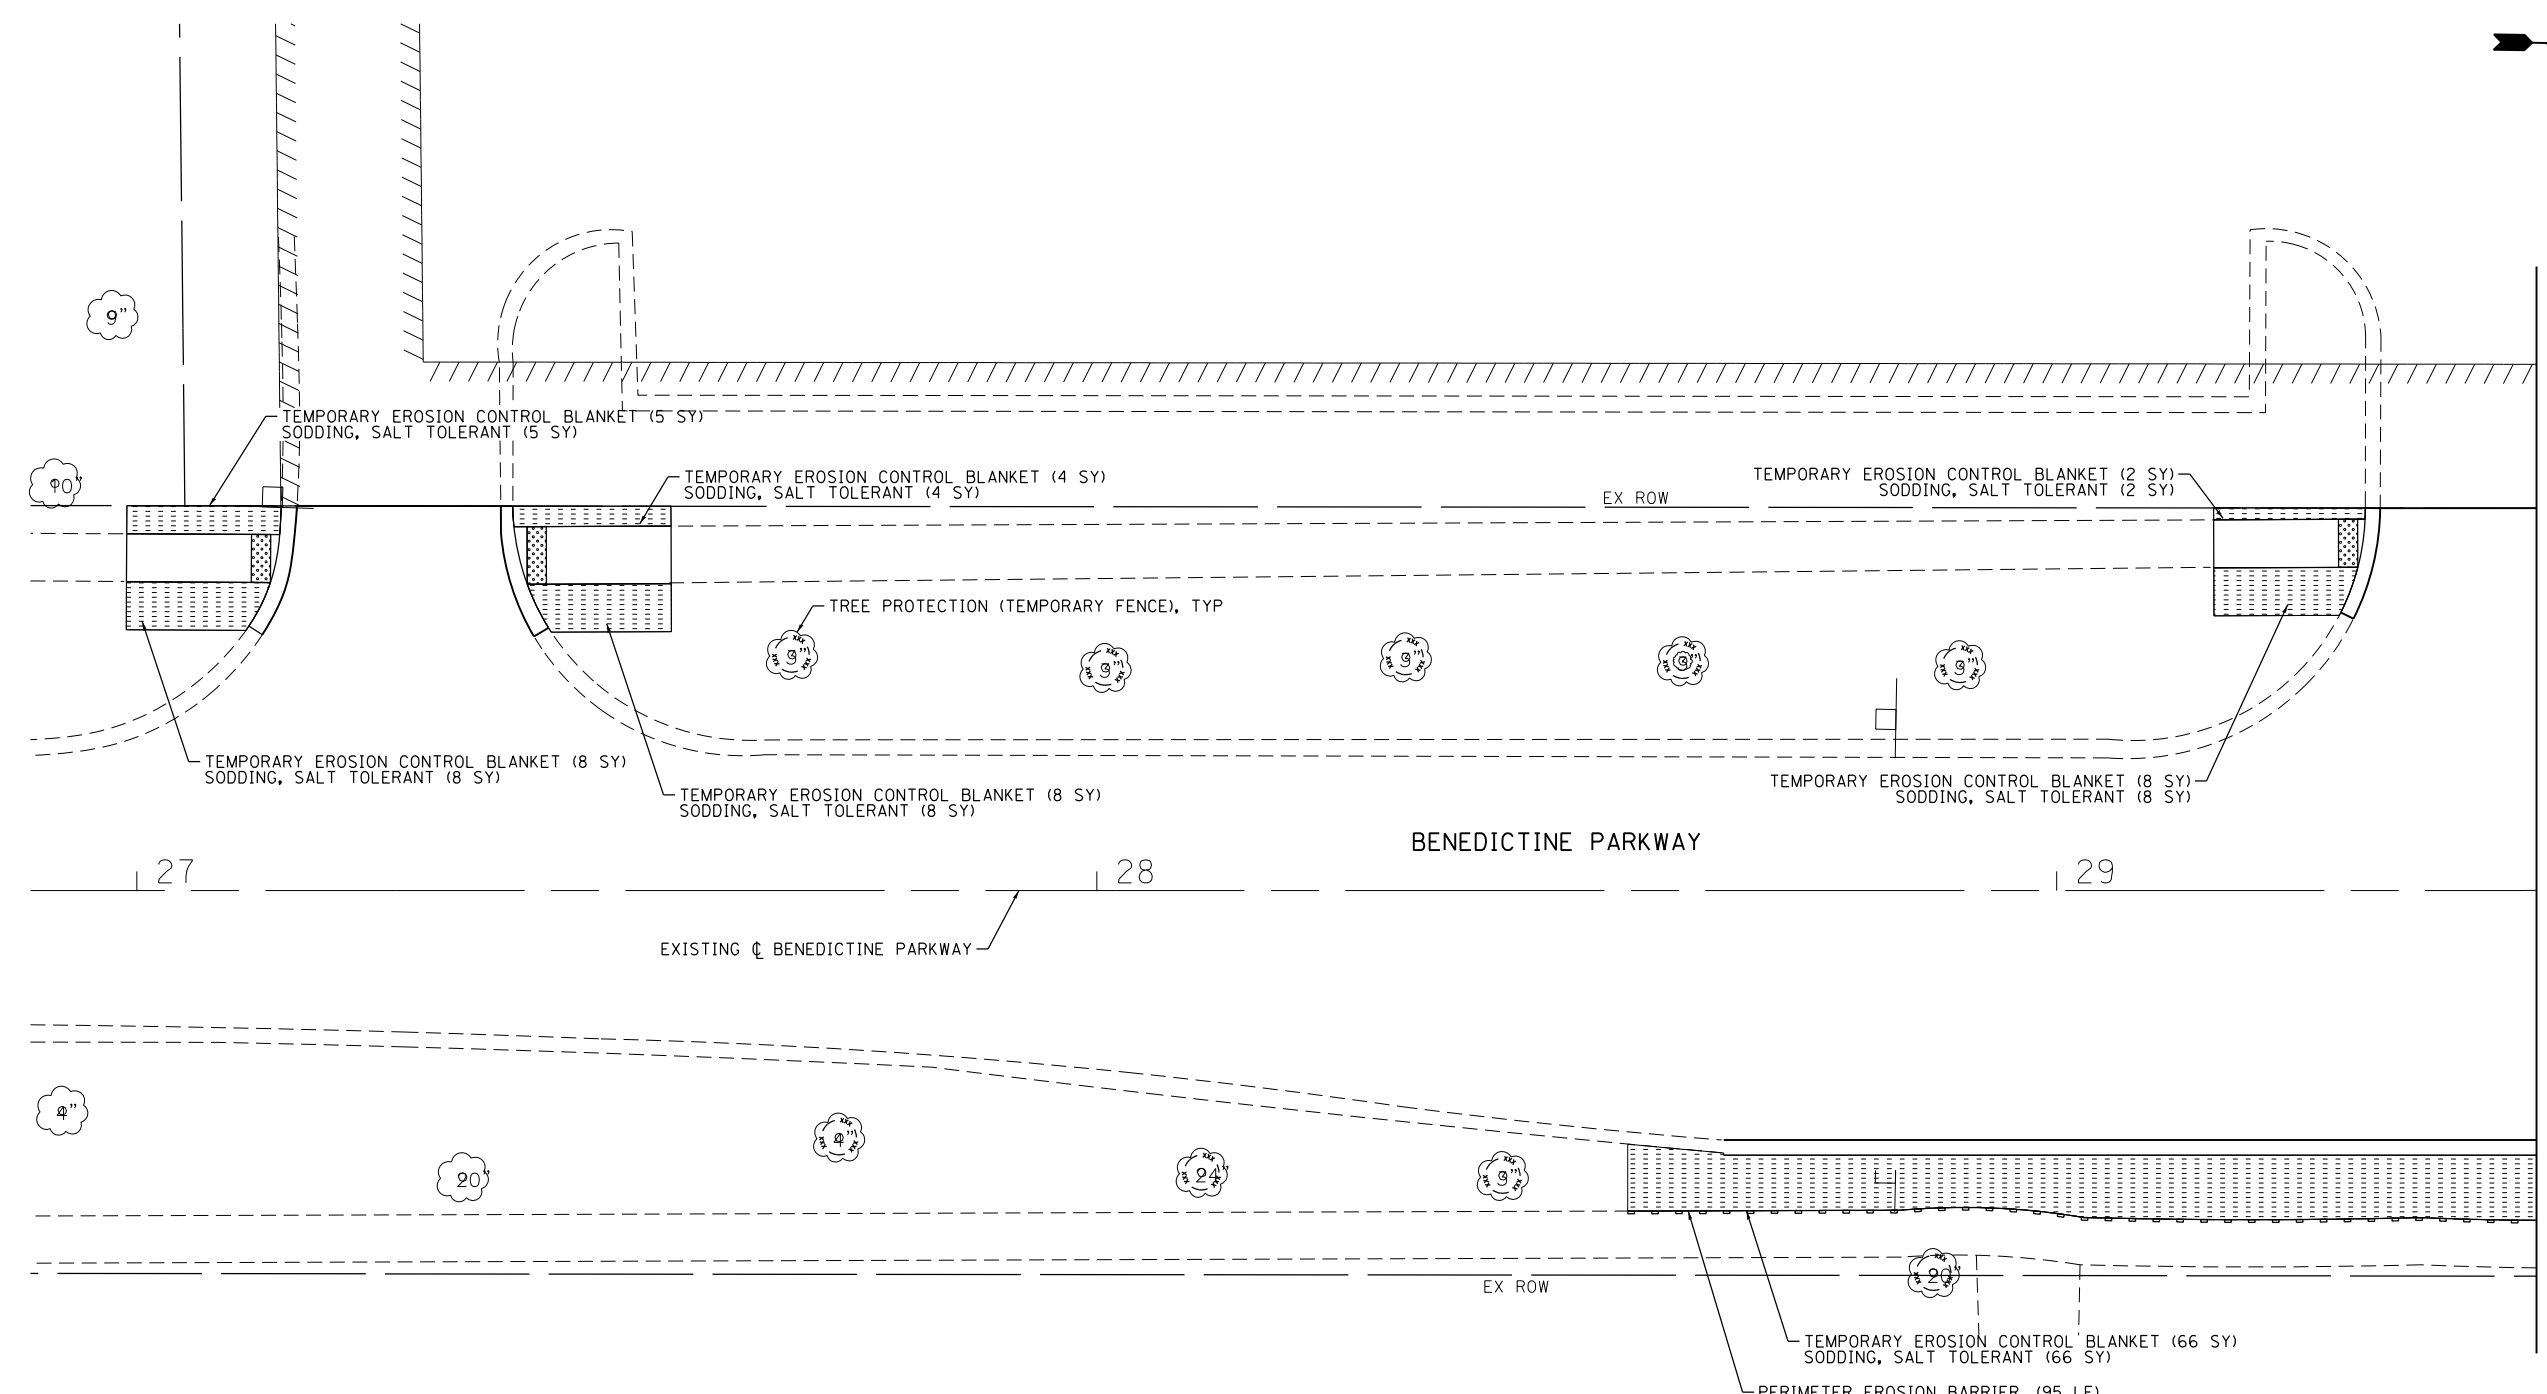 9"
TEMPORARY EROSION CONTROL BLANKET (5 SY)
SODDING, SALT TOLERANT (5 SY)
10"
TEMPORARY EROSION CONTROL BLANKET (4 SY)
SODDING, SALT TOLERANT (4 SY)
EX ROW
TEMPORARY EROSION CONTROL BLANKET (2 SY)
SODDING, SALT TOLERANT (2 SY)
TREE PROTECTION (TEMPORARY FENCE), TYP
9"
9"
9"
9"
TEMPORARY EROSION CONTROL BLANKET (8 SY)
SODDING, SALT TOLERANT (8 SY)
TEMPORARY EROSION CONTROL BLANKET (8 SY)
SODDING, SALT TOLERANT (8 SY)
TEMPORARY EROSION CONTROL BLANKET (8 SY)
SODDING, SALT TOLERANT (8 SY)
BENEDICTINE PARKWAY
27
28
29
EXISTING ℄ BENEDICTINE PARKWAY
4"
20"
24"
9"
20"
EX ROW
TEMPORARY EROSION CONTROL BLANKET (66 SY)
SODDING, SALT TOLERANT (66 SY)
PERIMETER EROSION BARRIER (95 LF)